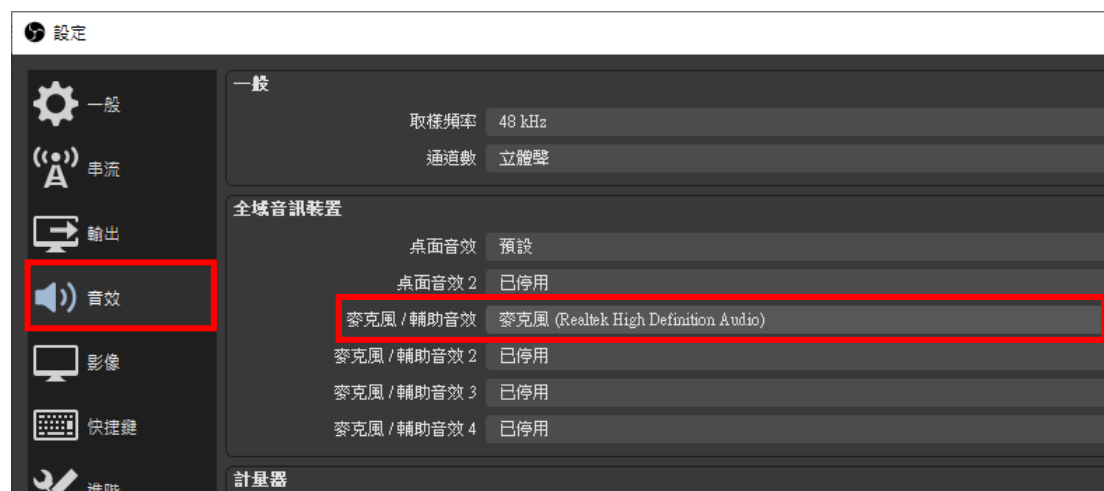 設定
一般
串流
輸出
音效
影像
快捷鍵
進階
一般
取樣頻率 48 kHz
通道數 立體聲
全域音訊裝置
桌面音效 預設
桌面音效 2 已停用
麥克風 / 輔助音效 麥克風 (Realtek High Definition Audio)
麥克風 / 輔助音效 2 已停用
麥克風 / 輔助音效 3 已停用
麥克風 / 輔助音效 4 已停用
計量器